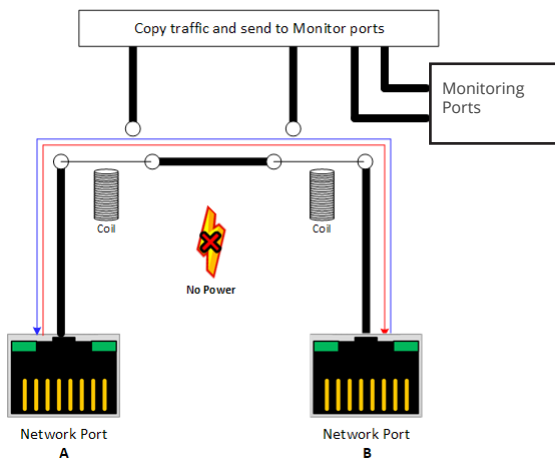 Copy traffic and send to Monitor ports
Monitoring
Ports
Coil
Coil
No Power
Network Port
A
Network Port
B